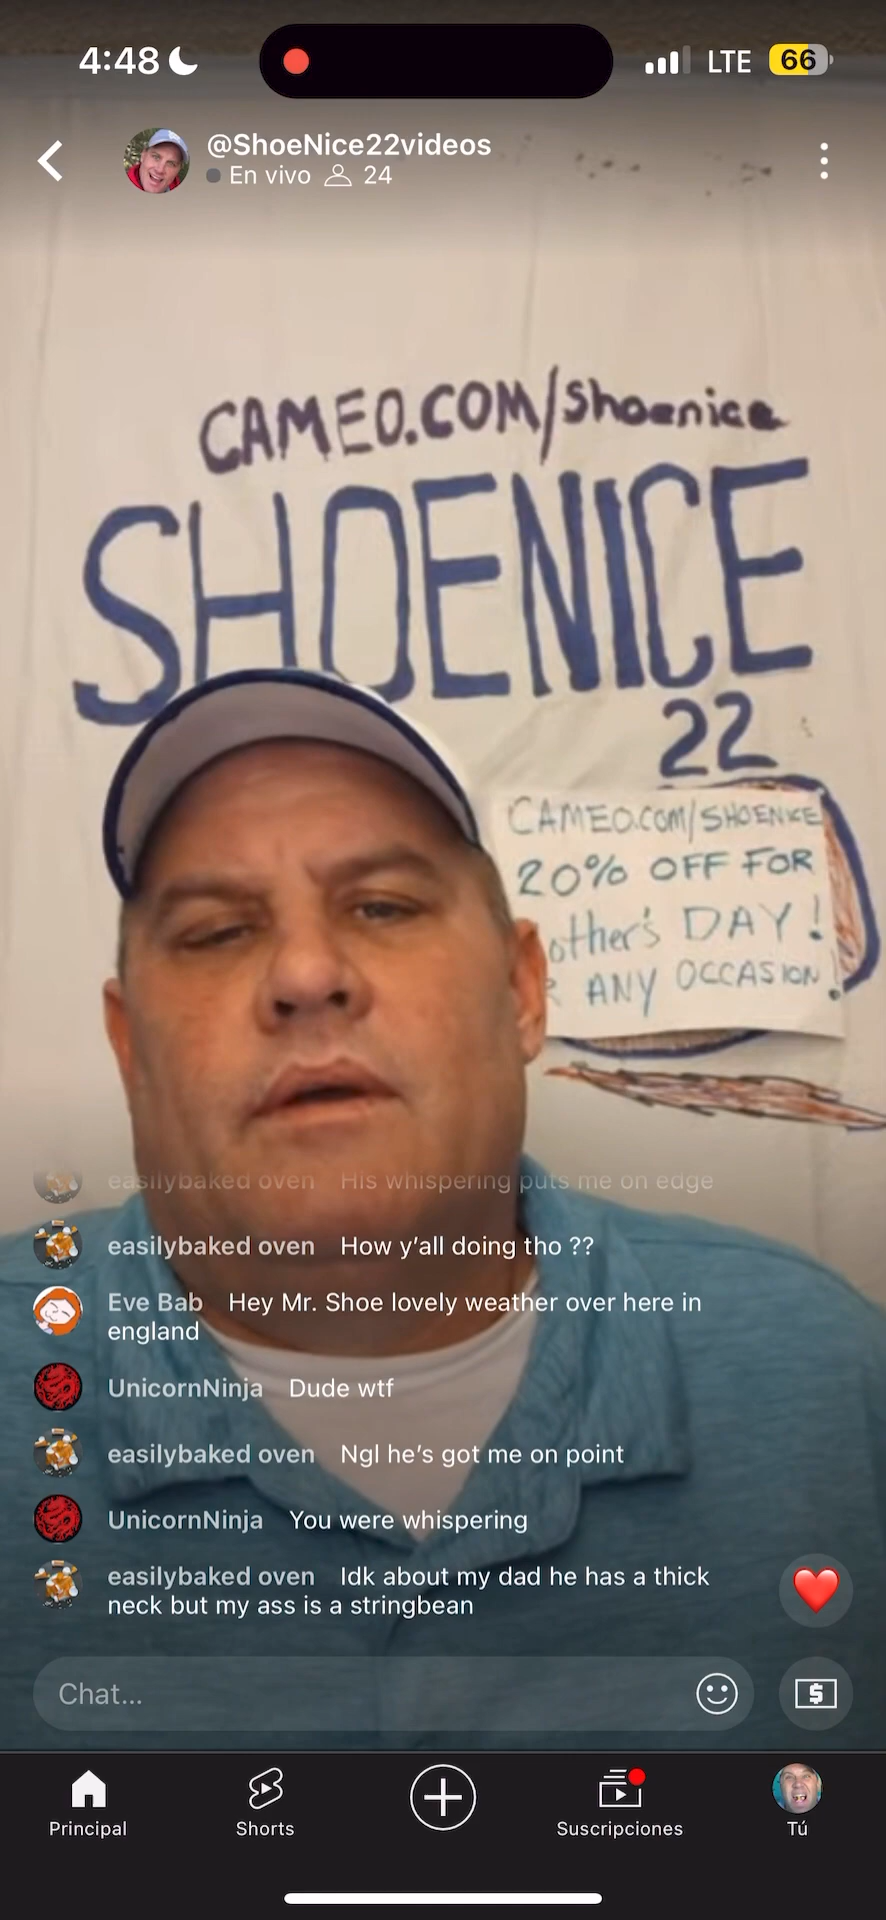 4:48
LTE
66
@ShoeNice22videos
En vivo 24
CAMEO.COM/Shoenice
SHOENICE
22
CAMEO.COM/SHOENICE
20% OFF FOR
other's DAY!
ANY OCCASION!
easilybaked oven His whispering puts me on edge
easilybaked oven How y'all doing tho ??
Eve Bab Hey Mr. Shoe lovely weather over here in
england
UnicornNinja Dude wtf
easilybaked oven Ngl he's got me on point
UnicornNinja You were whispering
easilybaked oven Idk about my dad he has a thick
neck but my ass is a stringbean
Chat...
Principal
Shorts
Suscripciones
Tú